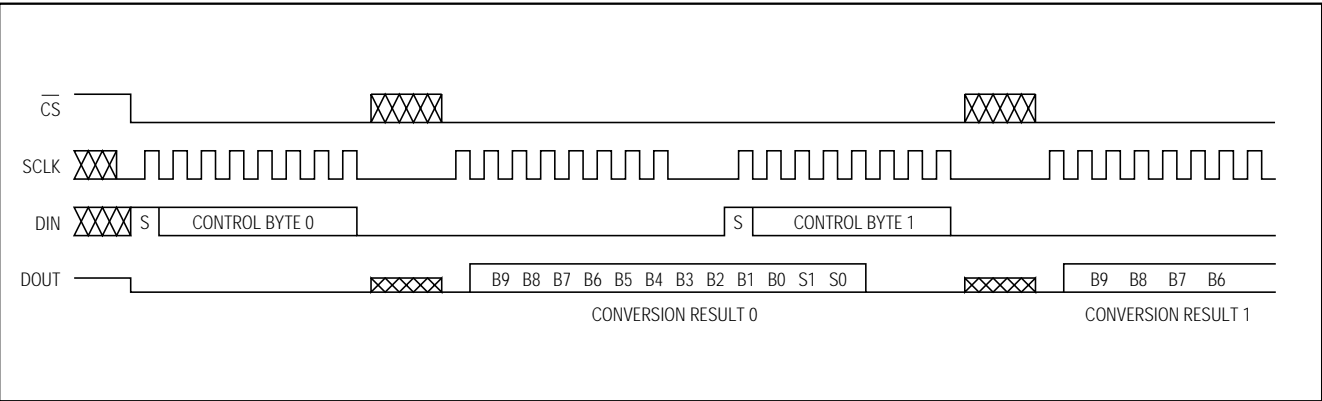 CS
SCLK
DIN S CONTROL BYTE 0 S CONTROL BYTE 1
DOUT B9 B8 B7 B6 B5 B4 B3 B2 B1 B0 S1 S0 B9 B8 B7 B6
CONVERSION RESULT 0 CONVERSION RESULT 1